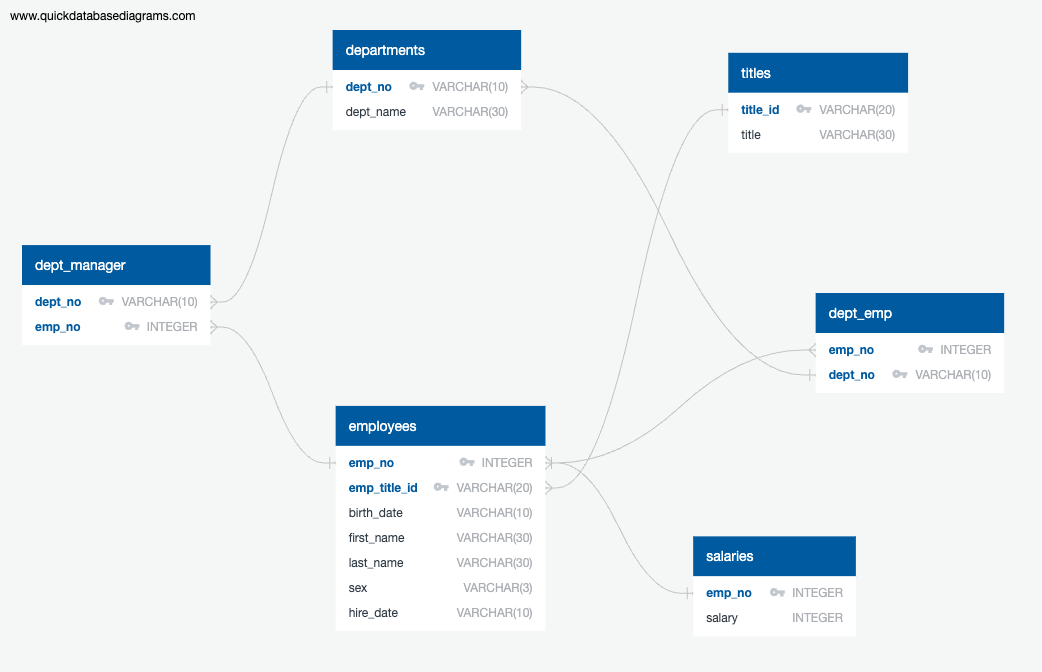 www.quickdatabasediagrams.com
departments
dept_no VARCHAR(10)
dept_name VARCHAR(30)
titles
title_id VARCHAR(20)
title VARCHAR(30)
dept_manager
dept_no VARCHAR(10)
emp_no INTEGER
dept_emp
emp_no INTEGER
dept_no VARCHAR(10)
employees
emp_no INTEGER
emp_title_id VARCHAR(20)
birth_date VARCHAR(10)
first_name VARCHAR(30)
last_name VARCHAR(30)
sex VARCHAR(3)
hire_date VARCHAR(10)
salaries
emp_no INTEGER
salary INTEGER